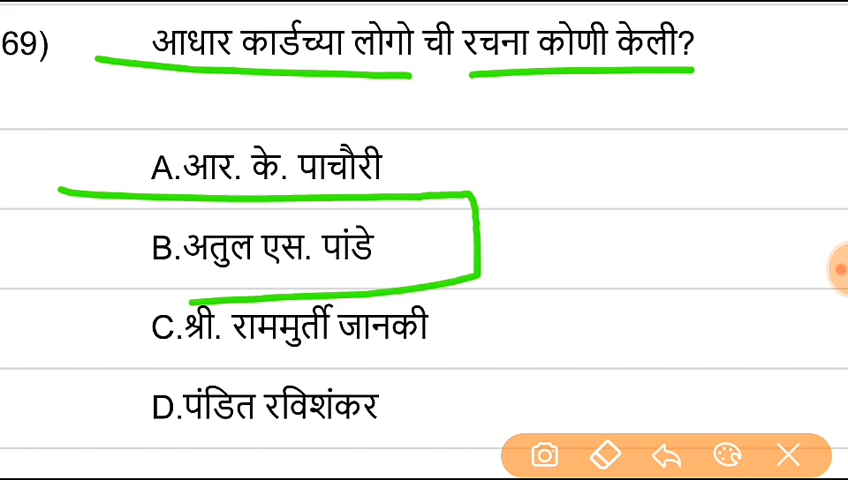 69) आधार कार्डच्या लोगो ची रचना कोणी केली?
A.आर. के. पाचौरी
B.अतुल एस. पांडे
C.श्री. राममुर्ती जानकी
D.पंडित रविशंकर